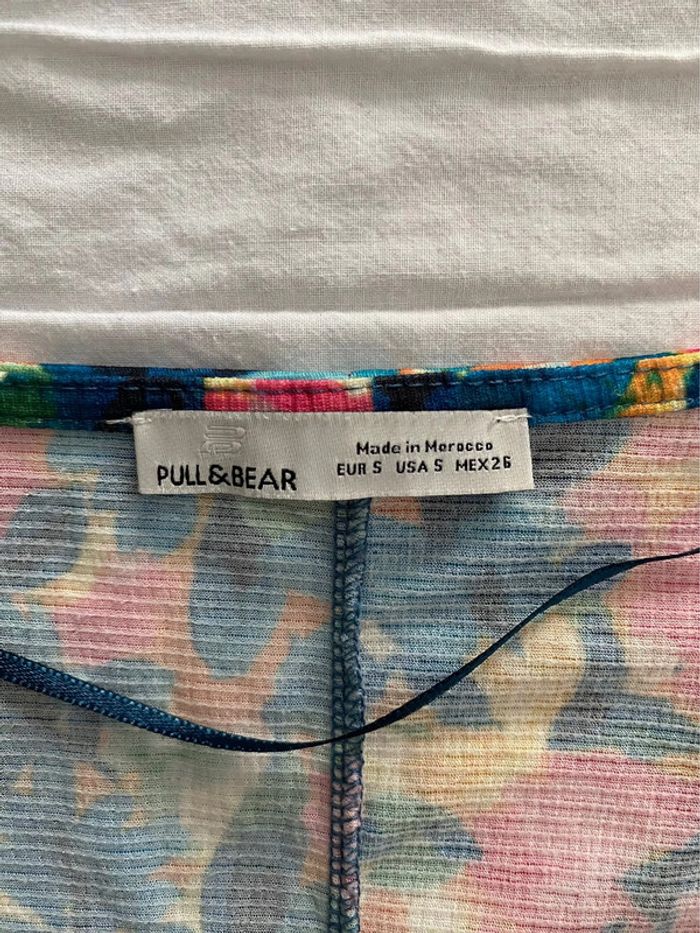 PULL&BEAR
Made in Morocco
EUR S USA S MEX 26